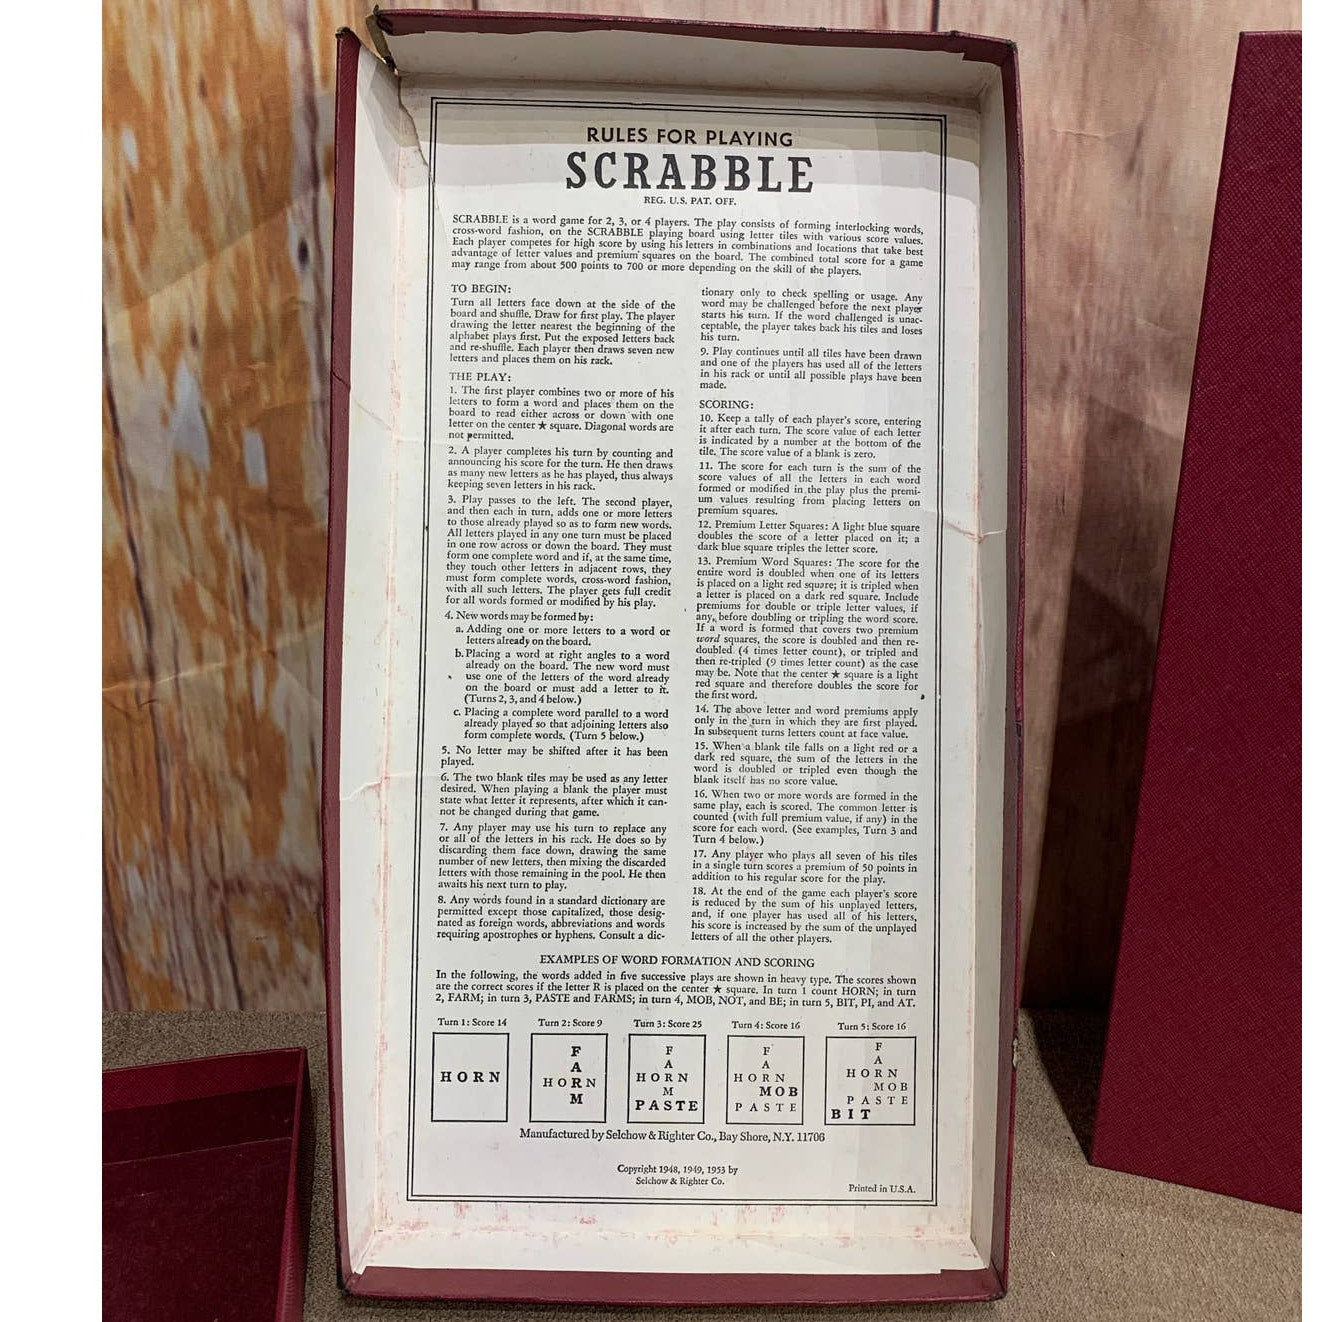 RULES FOR PLAYING
SCRABBLE
REG. U.S. PAT. OFF.
SCRABBLE is a word game for 2, 3, or 4 players. The play consists of forming interlocking words,
cross-word fashion, on the SCRABBLE playing board using letter tiles with various score values.
Each player competes for high score by using his letters in combinations and locations that take best
advantage of letter values and premium squares on the board. The combined total score for a game
may range from about 500 points to 700 or more depending on the skill of the players.
TO BEGIN:
Turn all letters face down at the side of the
board and shuffle. Draw for first play. The player
drawing the letter nearest the beginning of the
alphabet plays first. Put the exposed letters back
and re-shuffle. Each player then draws seven new
letters and places them on his rack.
THE PLAY:
1. The first player combines two or more of his
letters to form a word and places them on the
board to read either across or down with one
letter on the center ★ square. Diagonal words are
not permitted.
2. A player completes his turn by counting and
announcing his score for the turn. He then draws
as many new letters as he has played, thus always
keeping seven letters in his rack.
3. Play passes to the left. The second player,
and then each in turn, adds one or more letters
to those already played so as to form new words.
All letters played in any one turn must be placed
in one row across or down the board. They must
form one complete word and if, at the same time,
they touch other letters in adjacent rows, they
must form complete words, cross-word fashion,
with all such letters. The player gets full credit
for all words formed or modified by his play.
4. New words may be formed by:
a. Adding one or more letters to a word or
letters already on the board.
b. Placing a word at right angles to a word
already on the board. The new word must
use one of the letters of the word already
on the board or must add a letter to it.
(Turns 2, 3, and 4 below.)
c. Placing a complete word parallel to a word
already played so that adjoining letters also
form complete words. (Turn 5 below.)
5. No letter may be shifted after it has been
played.
6. The two blank tiles may be used as any letter
desired. When playing a blank the player must
state what letter it represents, after which it can-
not be changed during that game.
7. Any player may use his turn to replace any
or all of the letters in his rack. He does so by
discarding them face down, drawing the same
number of new letters, then mixing the discarded
letters with those remaining in the pool. He then
awaits his next turn to play.
8. Any words found in a standard dictionary are
permitted except those capitalized, those desig-
nated as foreign words, abbreviations and words
requiring apostrophes or hyphens. Consult a dic-
tionary only to check spelling or usage. Any
word may be challenged before the next player
starts his turn. If the word challenged is unac-
ceptable, the player takes back his tiles and loses
his turn.
9. Play continues until all tiles have been drawn
and one of the players has used all of the letters
in his rack or until all possible plays have been
made.
SCORING:
10. Keep a tally of each player's score, entering
it after each turn. The score value of each letter
is indicated by a number at the bottom of the
tile. The score value of a blank is zero.
11. The score for each turn is the sum of the
score values of all the letters in each word
formed or modified in the play plus the premi-
um values resulting from placing letters on
premium squares.
12. Premium Letter Squares: A light blue square
doubles the score of a letter placed on it; a
dark blue square triples the letter score.
13. Premium Word Squares: The score for the
entire word is doubled when one of its letters
is placed on a light red square; it is tripled when
a letter is placed on a dark red square. Include
premiums for double or triple letter values, if
any, before doubling or tripling the word score.
If a word is formed that covers two premium
word squares, the score is doubled and then re-
doubled (4 times letter count), or tripled and
then re-tripled (9 times letter count) as the case
may be. Note that the center ★ square is a light
red square and therefore doubles the score for
the first word.
14. The above letter and word premiums apply
only in the turn in which they are first played.
In subsequent turns letters count at face value.
15. When a blank tile falls on a light red or a
dark red square, the sum of the letters in the
word is doubled or tripled even though the
blank itself has no score value.
16. When two or more words are formed in the
same play, each is scored. The common letter is
counted (with full premium value, if any) in the
score for each word. (See examples, Turn 3 and
Turn 4 below.)
17. Any player who plays all seven of his tiles
in a single turn scores a premium of 50 points in
addition to his regular score for the play.
18. At the end of the game each player's score
is reduced by the sum of his unplayed letters,
and, if one player has used all of his letters,
his score is increased by the sum of the unplayed
letters of all the other players.
EXAMPLES OF WORD FORMATION AND SCORING
In the following, the words added in five successive plays are shown in heavy type. The scores shown
are the correct scores if the letter R is placed on the center ★ square. In turn 1 count HORN; in turn
2, FARM; in turn 3, PASTE and FARMS; in turn 4, MOB, NOT, and BE; in turn 5, BIT, PI, and AT.
Turn 1: Score 14
HORN
Turn 2: Score 9
F
A
HORN
M
Turn 3: Score 25
F
A
HORN
M
PASTE
Turn 4: Score 16
F
A
HORN
MOB
PASTE
Turn 5: Score 16
F
A
HORN
MOB
PASTE
BIT
Manufactured by Selchow & Righter Co., Bay Shore, N.Y. 11706
Copyright 1948, 1949, 1953 by
Selchow & Righter Co.
Printed in U.S.A.